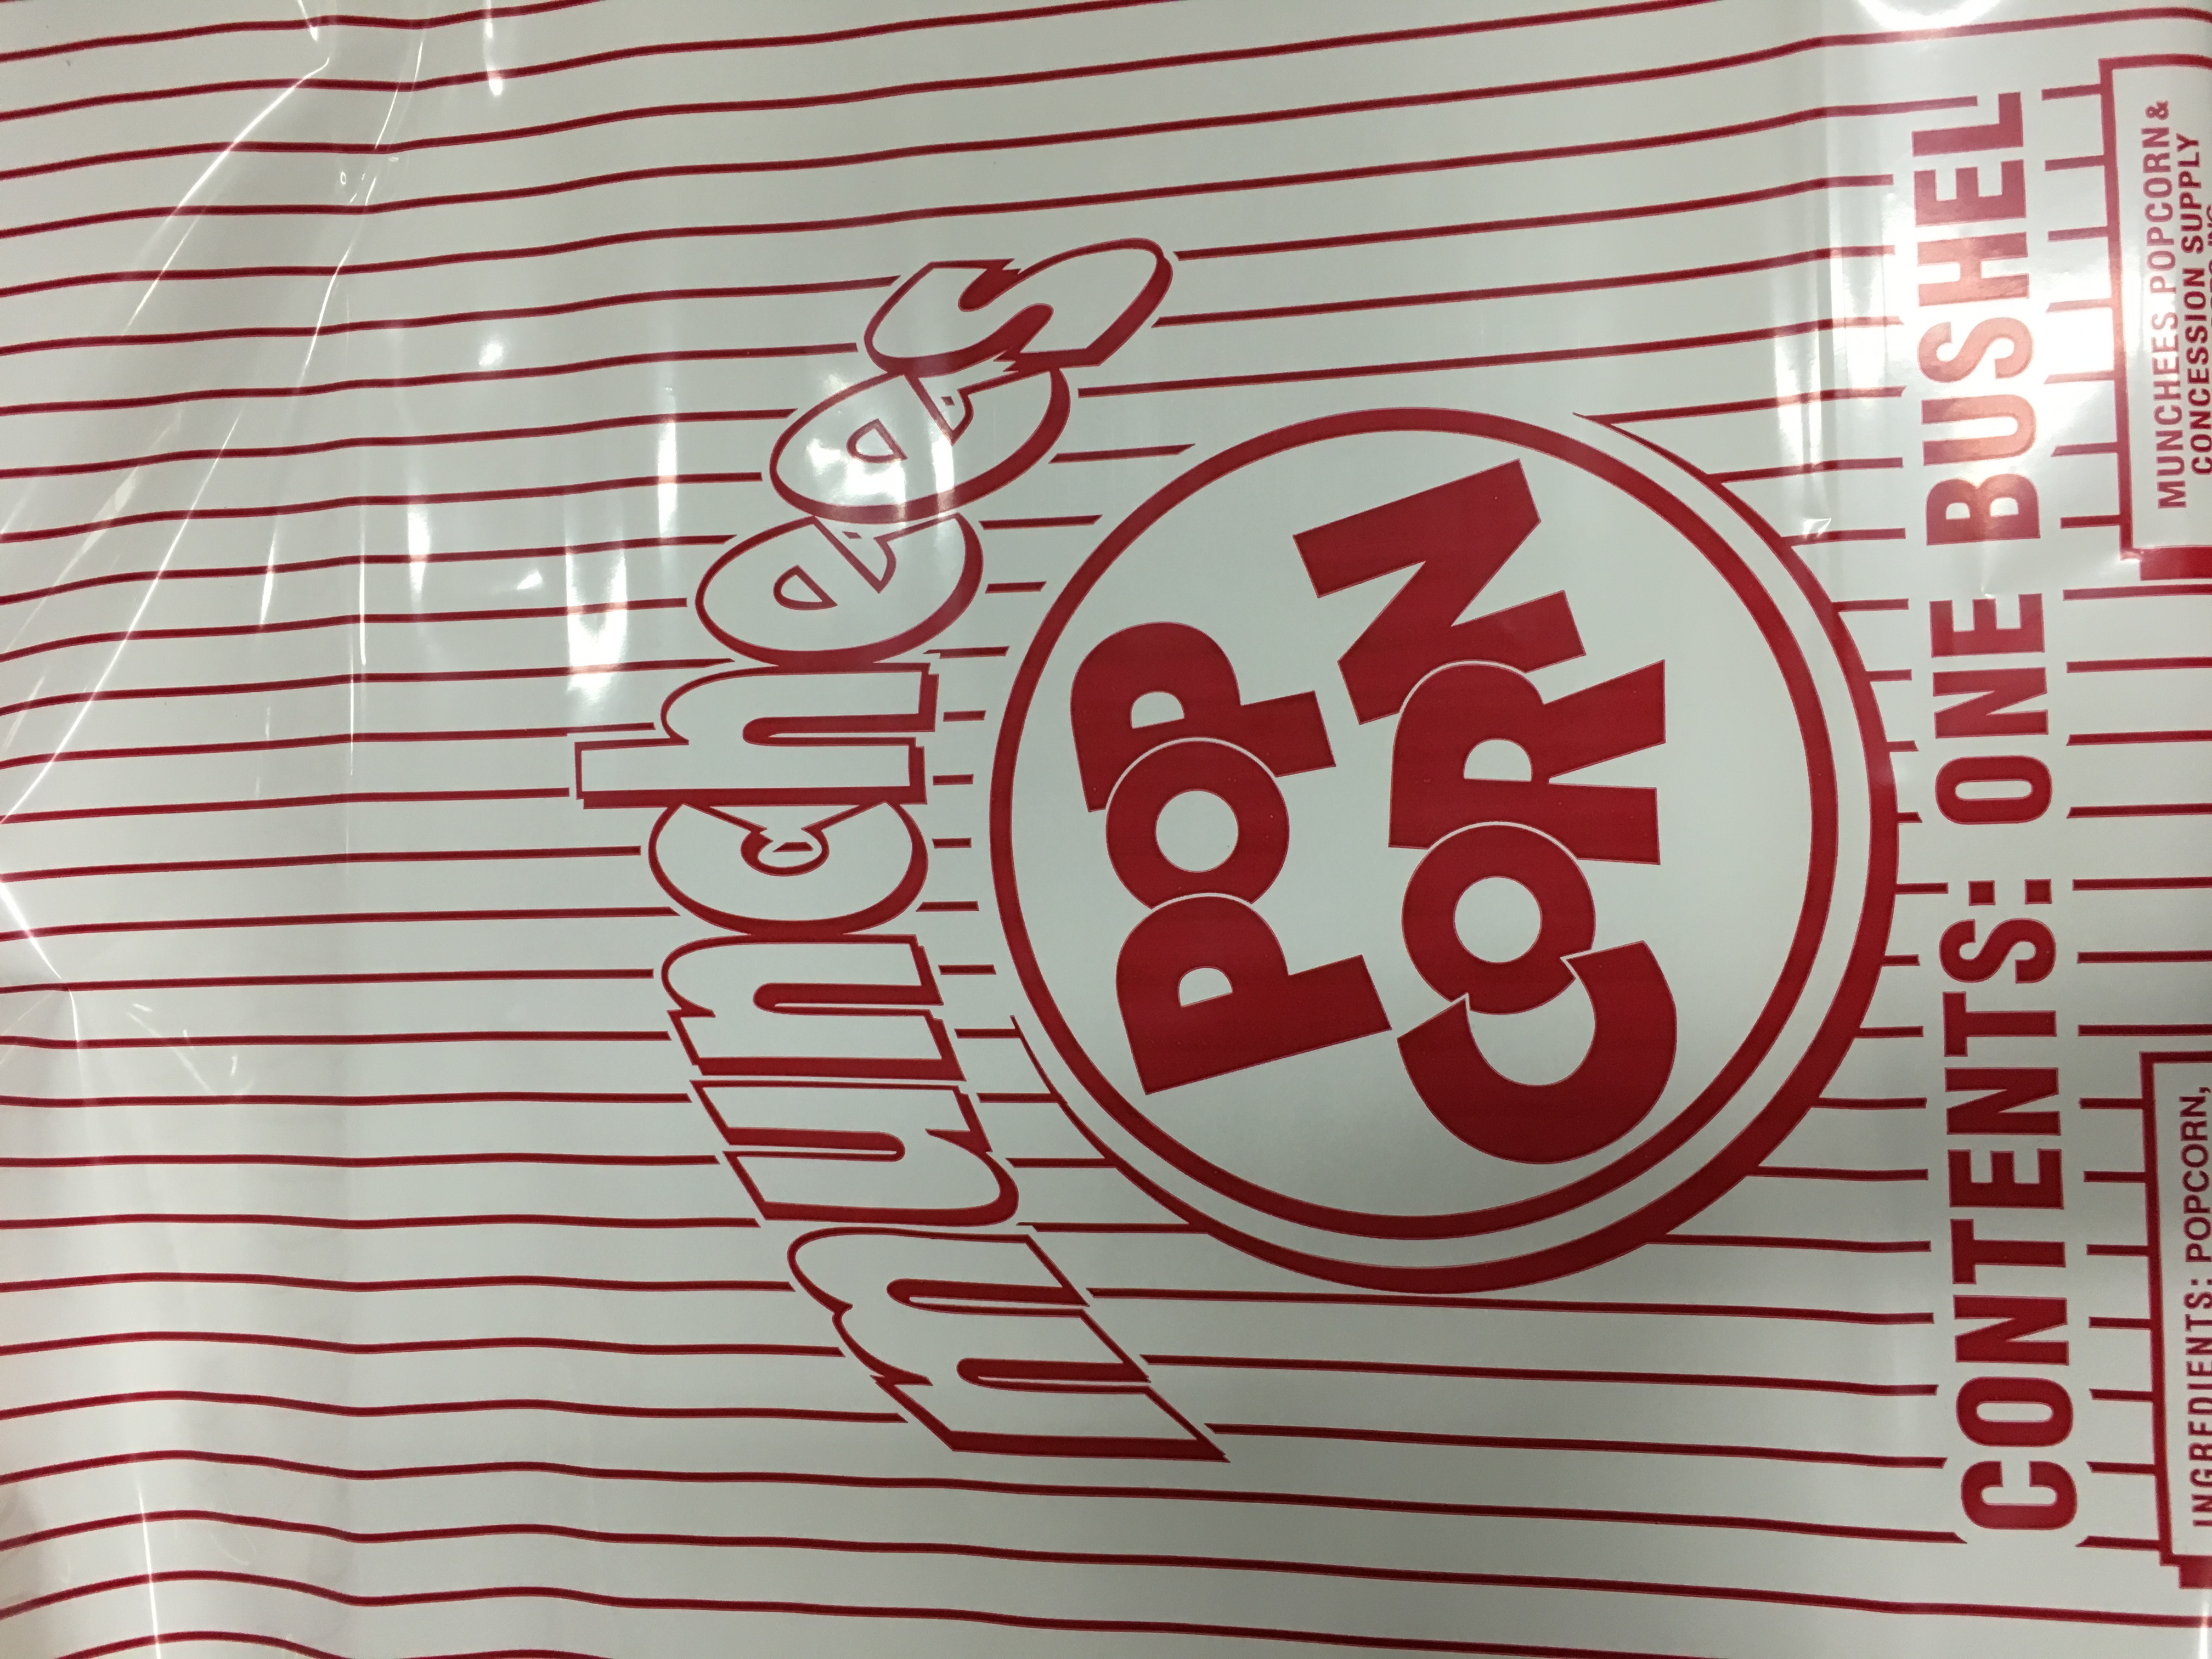 munchees
POP
CORN
CONTENTS: ONE BUSHEL
INGREDIENTS: POPCORN,
MUNCHEES POPCORN &
CONCESSION SUPPLY